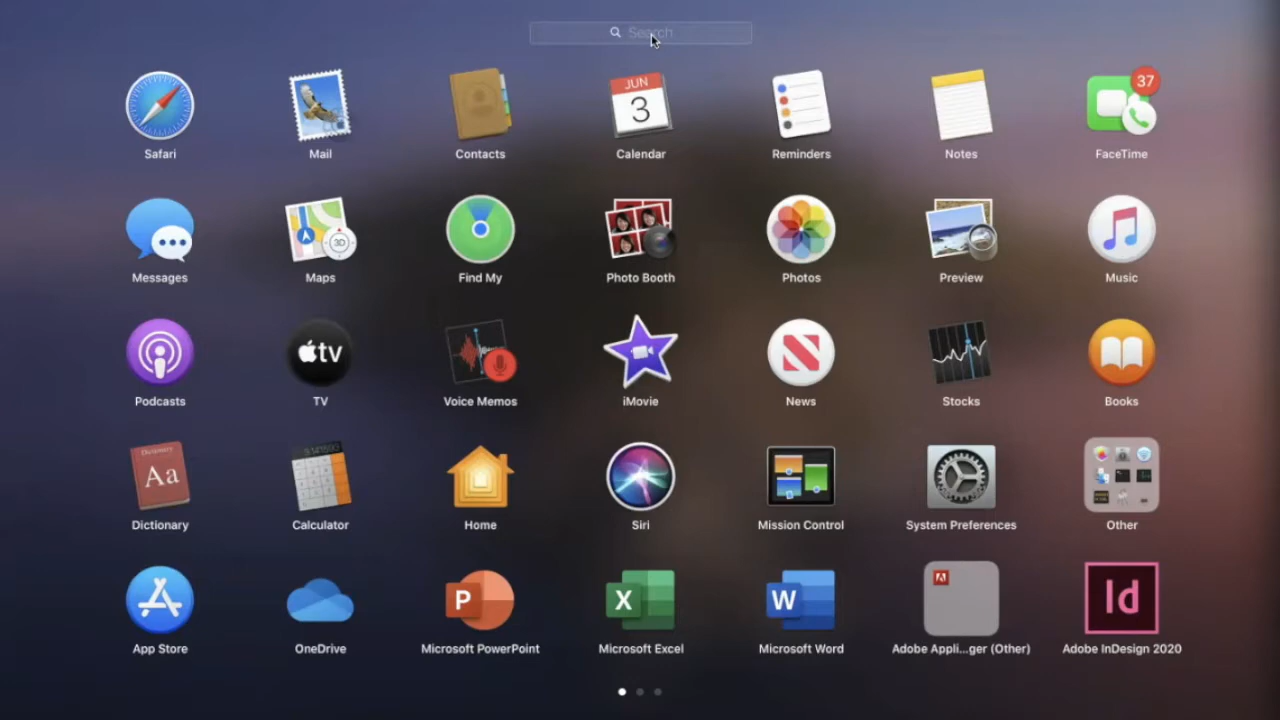 Search
JUN
3
37
Safari
Mail
Contacts
Calendar
Reminders
Notes
FaceTime
3D
Messages
Maps
Find My
Photo Booth
Photos
Preview
Music
tv
Podcasts
TV
Voice Memos
iMovie
News
Stocks
Books
Dictionary
Aa
Dictionary
Calculator
Home
Siri
Mission Control
System Preferences
Other
P
X
W
Id
App Store
OneDrive
Microsoft PowerPoint
Microsoft Excel
Microsoft Word
Adobe Appli...ger (Other)
Adobe InDesign 2020